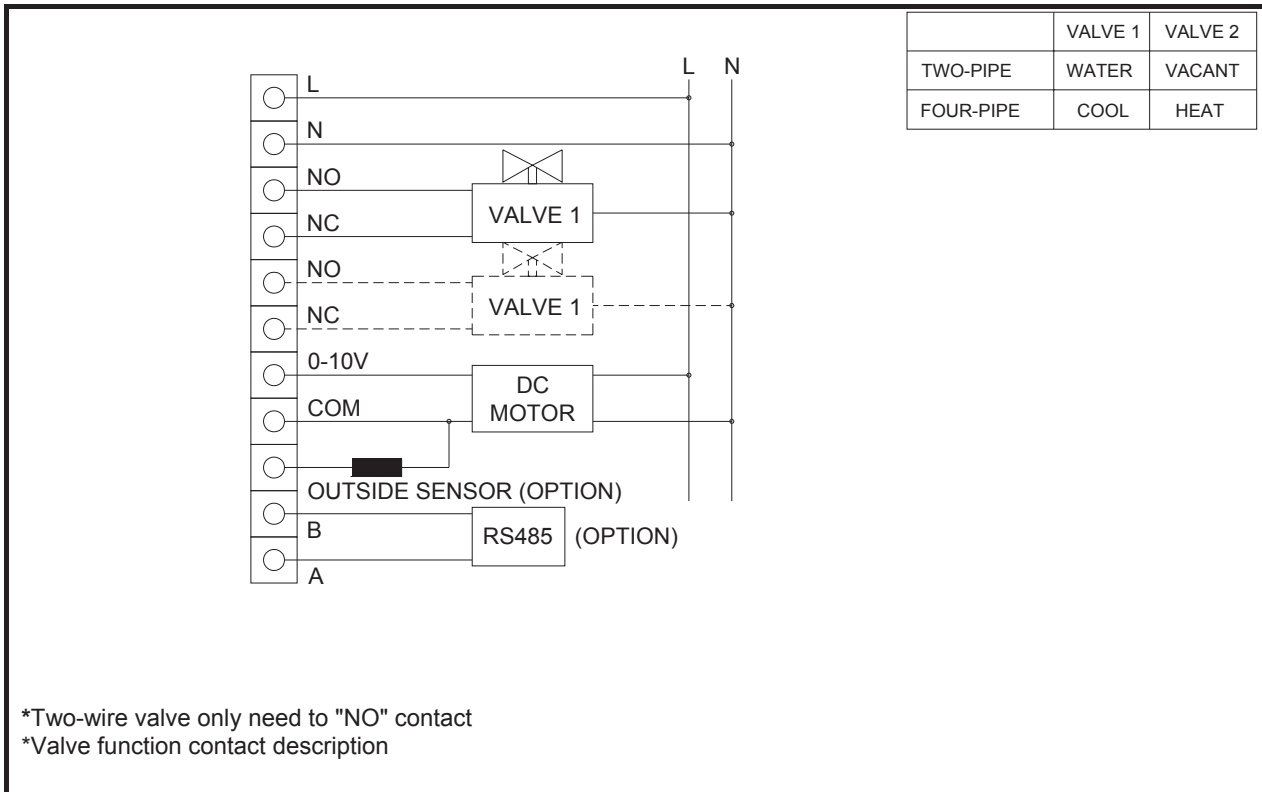 VALVE 1 VALVE 2
TWO-PIPE WATER VACANT
FOUR-PIPE COOL HEAT
L N
L
N
NO
NC
VALVE 1
NO
NC
VALVE 1
0-10V
COM
DC
MOTOR
OUTSIDE SENSOR (OPTION)
B
A
RS485 (OPTION)
*Two-wire valve only need to "NO" contact
*Valve function contact description